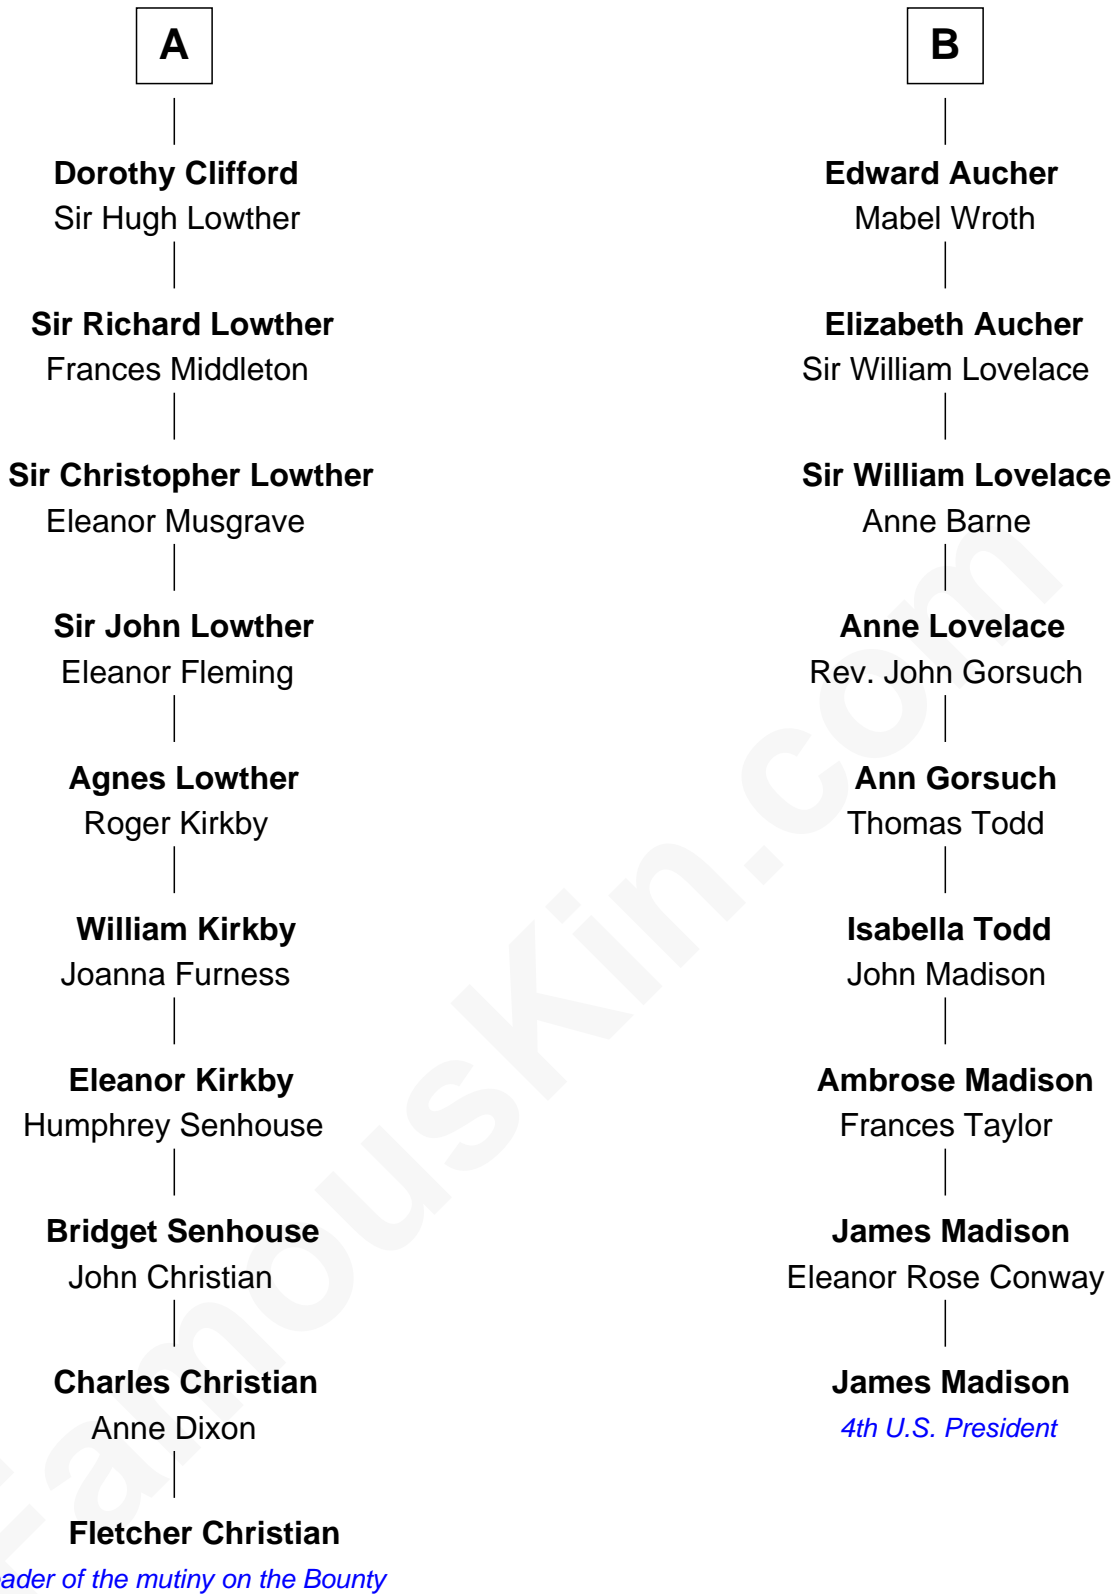 A
Dorothy Clifford
Sir Hugh Lowther
Sir Richard Lowther
Frances Middleton
Sir Christopher Lowther
Eleanor Musgrave
Sir John Lowther
Eleanor Fleming
Agnes Lowther
Roger Kirkby
William Kirkby
Joanna Furness
Eleanor Kirkby
Humphrey Senhouse
Bridget Senhouse
John Christian
Charles Christian
Anne Dixon
Fletcher Christian
eader of the mutiny on the Bounty
B
Edward Aucher
Mabel Wroth
Elizabeth Aucher
Sir William Lovelace
Sir William Lovelace
Anne Barne
Anne Lovelace
Rev. John Gorsuch
Ann Gorsuch
Thomas Todd
Isabella Todd
John Madison
Ambrose Madison
Frances Taylor
James Madison
Eleanor Rose Conway
James Madison
4th U.S. President
FamousKin.com